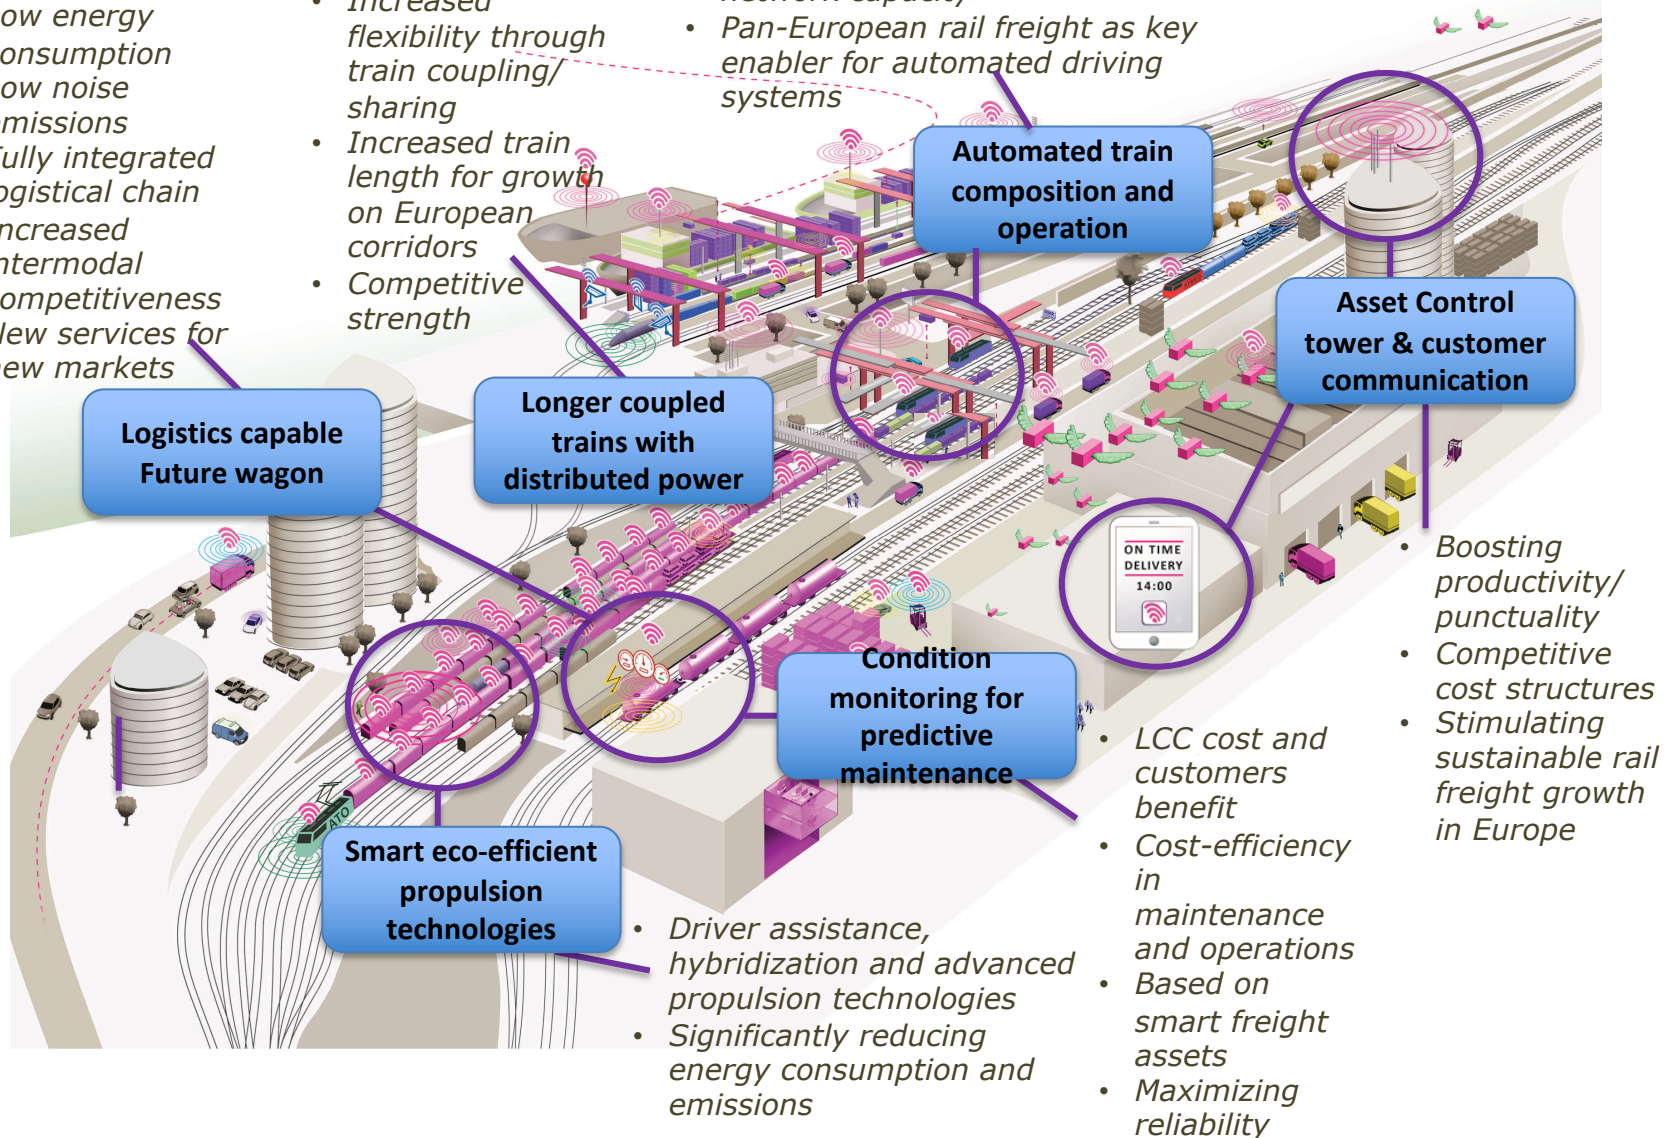 ow energy
onsumption
ow noise
emissions
ully integrated
ogistical chain
ncreased
ntermodal
ompetitiveness
New services for
new markets
• Increased
flexibility through
train coupling/
sharing
• Increased train
length for growth
on European
corridors
• Competitive
strength
network capacity
• Pan-European rail freight as key
enabler for automated driving
systems
Automated train
composition and
operation
Asset Control
tower & customer
communication
Longer coupled
trains with
distributed power
Logistics capable
Future wagon
ON TIME
DELIVERY
14:00
• Boosting
productivity/
punctuality
• Competitive
cost structures
• Stimulating
sustainable rail
freight growth
in Europe
Condition
monitoring for
predictive
maintenance
• LCC cost and
customers
benefit
• Cost-efficiency
in
maintenance
and operations
• Based on
smart freight
assets
• Maximizing
reliability
ATO
Smart eco-efficient
propulsion
technologies
• Driver assistance,
hybridization and advanced
propulsion technologies
• Significantly reducing
energy consumption and
emissions